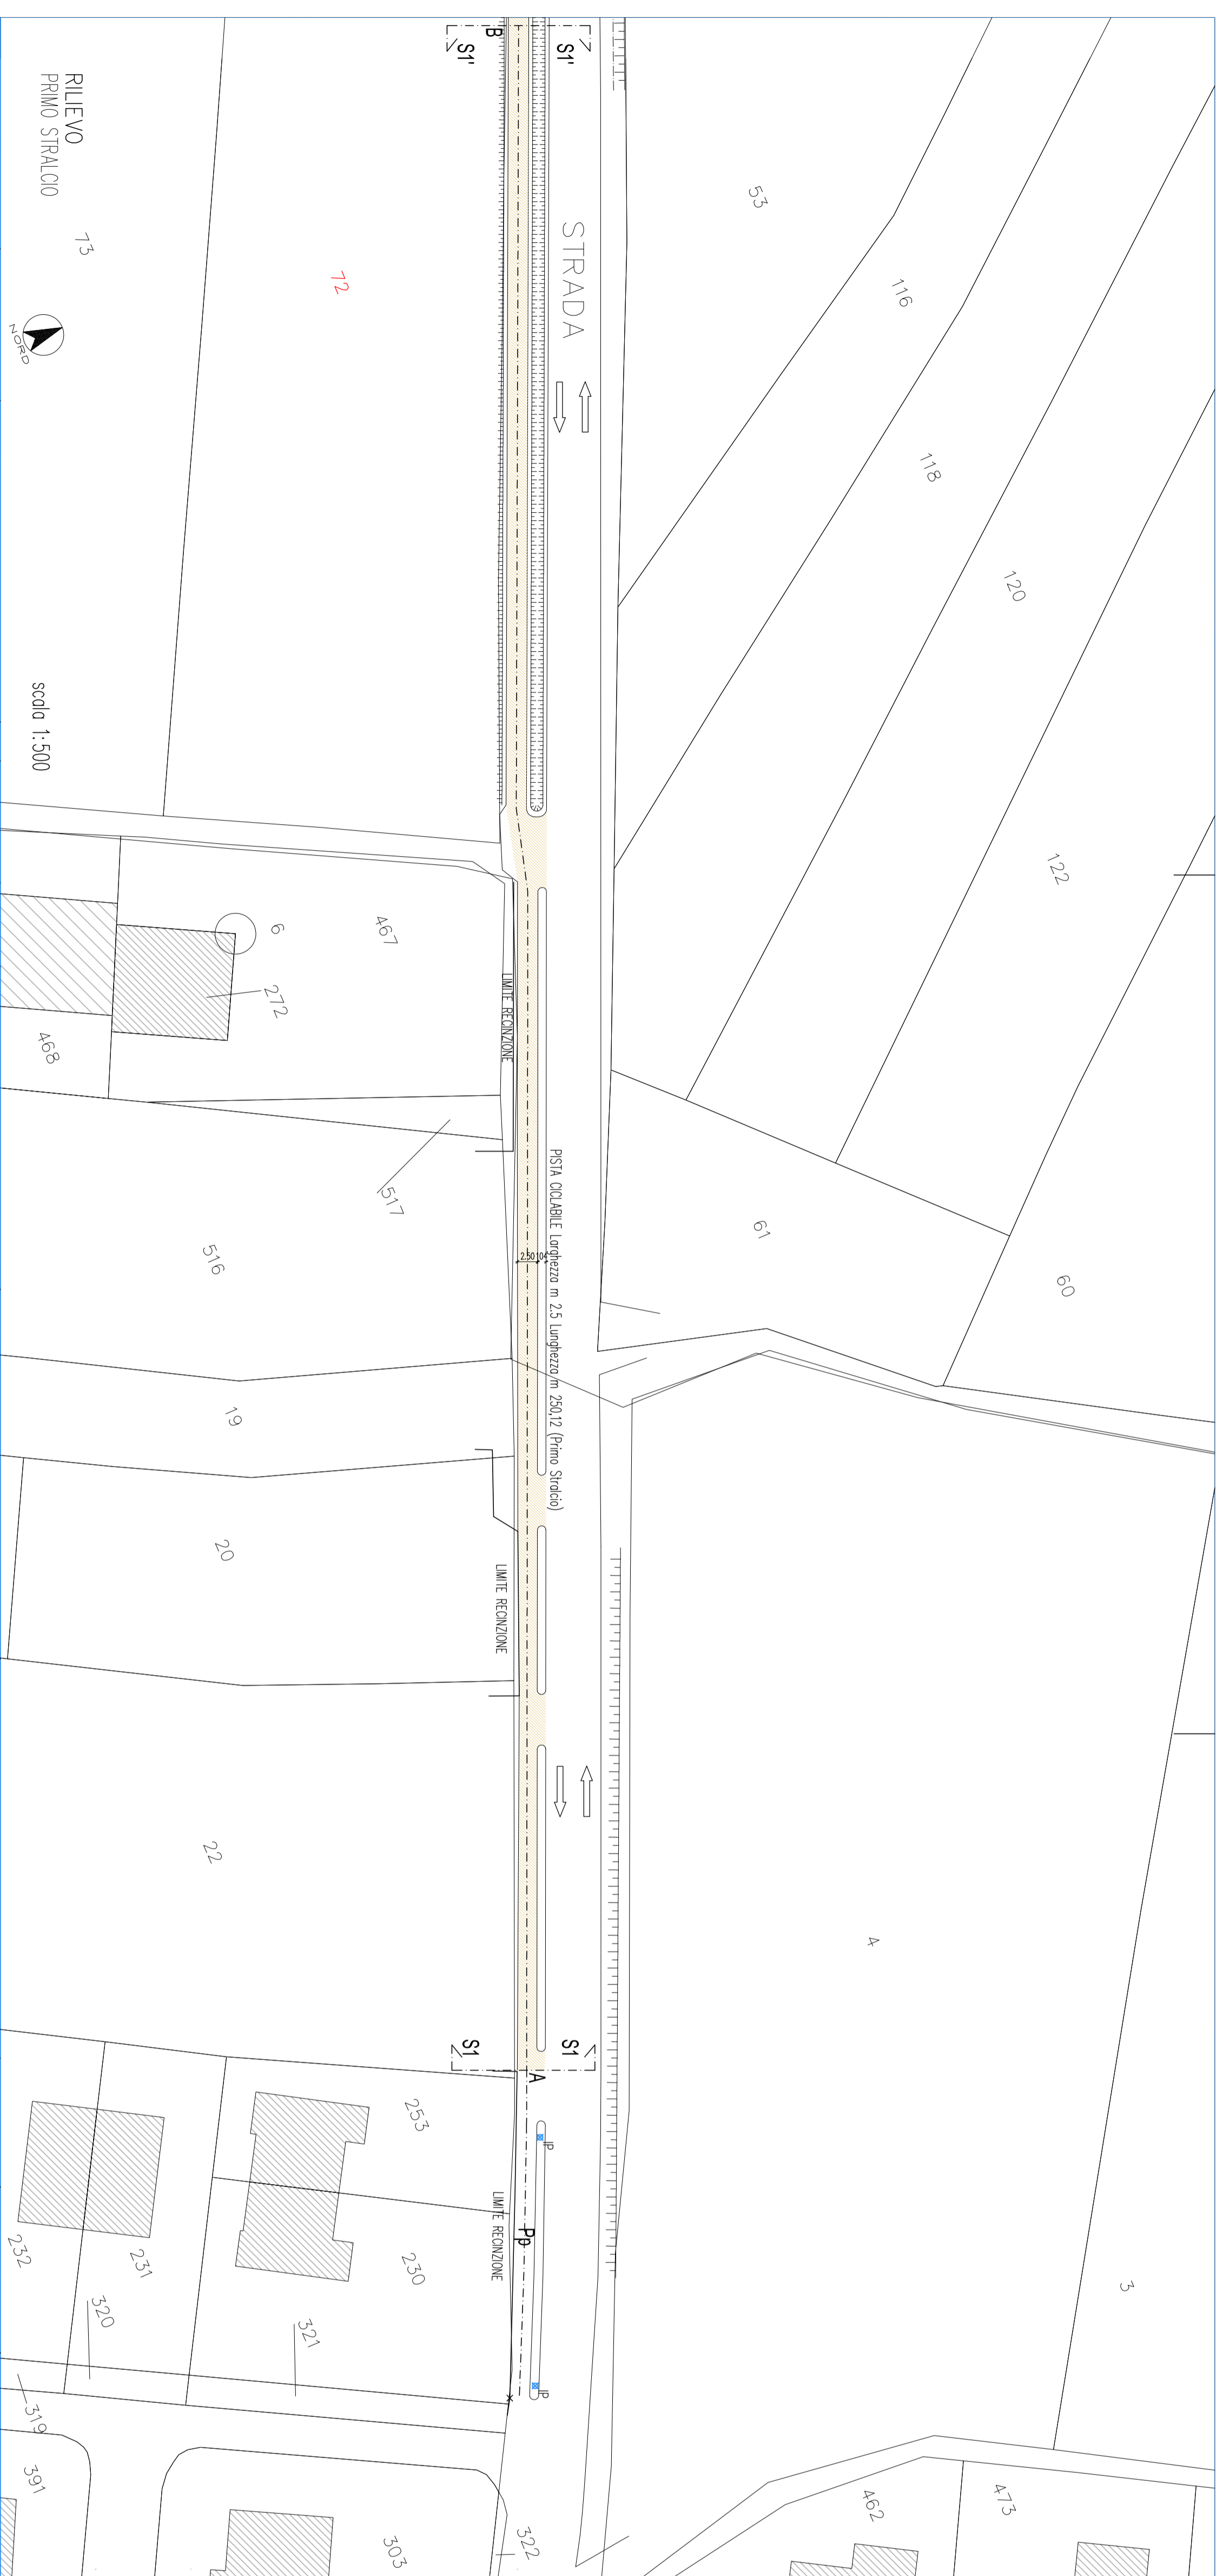 RILIEVO
PRIMO STRALCIO
NORD
scala 1:500
S1'
S1'
B
STRADA
53
116
118
120
122
72
73
467
6
272
468
LIMITE RECINZIONE
517
516
PISTA CICLABILE Larghezza m 2.5 Lunghezza m 250,12 (Primo Stralcio)
2.50
104
61
60
19
20
LIMITE RECINZIONE
22
4
S1
S1
A
IP
253
Pp
LIMITE RECINZIONE
230
231
232
320
321
IP
3
319
391
303
322
462
473